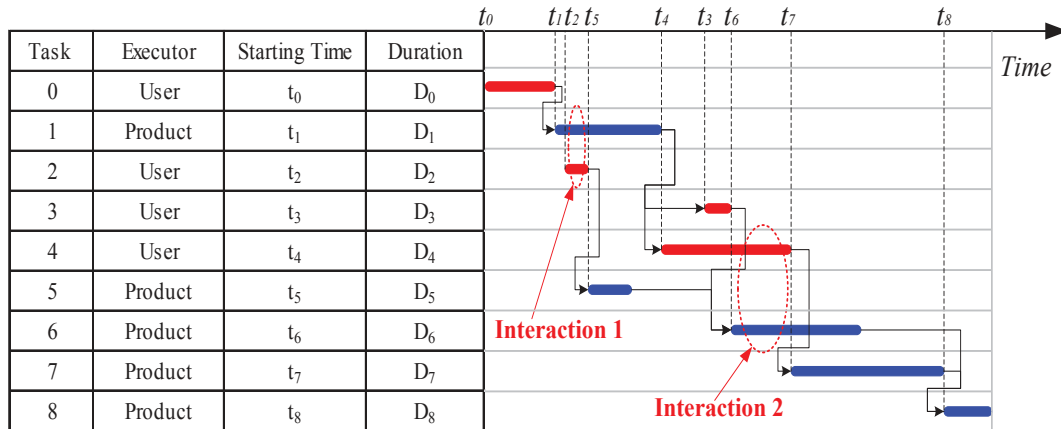 t0 t1 t2 t5 t4 t3 t6 t7 t8
Time
Task Executor Starting Time Duration
0 User t0 D0
1 Product t1 D1
2 User t2 D2
3 User t3 D3
4 User t4 D4
5 Product t5 D5
6 Product t6 D6
7 Product t7 D7
8 Product t8 D8
Interaction 1
Interaction 2